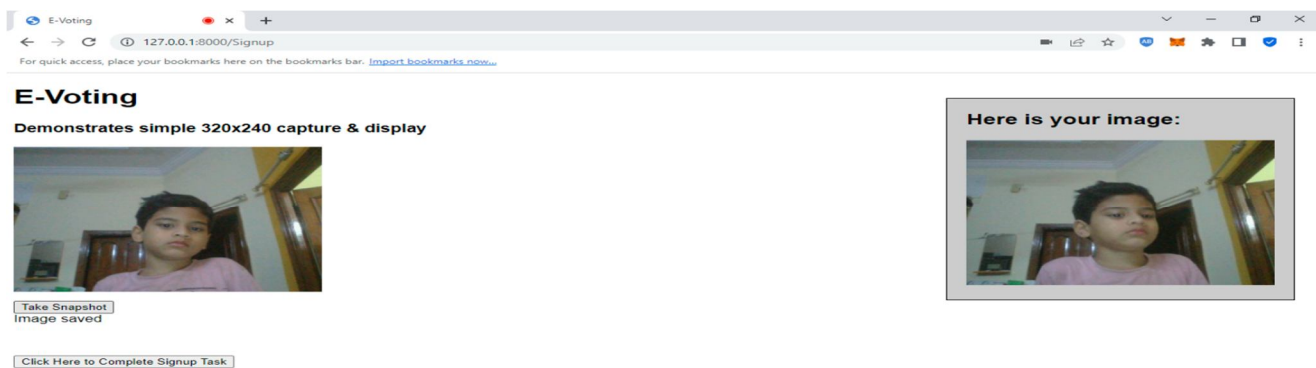 E-Voting
127.0.0.1:8000/Signup
For quick access, place your bookmarks here on the bookmarks bar. Import bookmarks now...
E-Voting
Demonstrates simple 320x240 capture & display
Take Snapshot
Image saved
Click Here to Complete Signup Task
Here is your image: